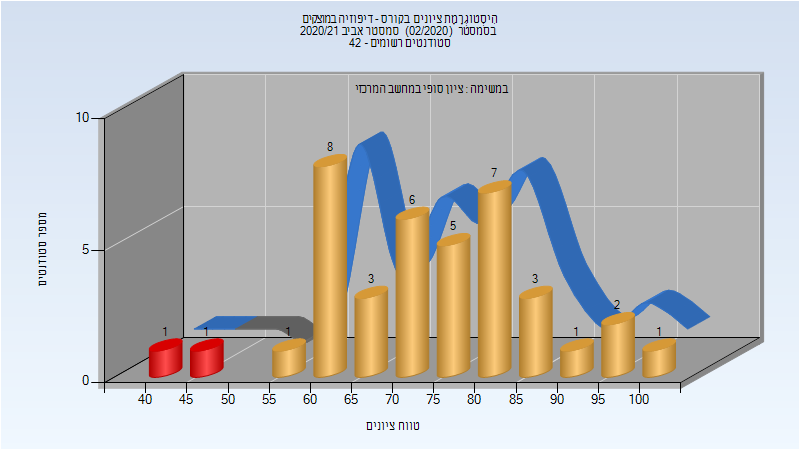 היסטוגרמת ציונים בקורס - דיפוזיה במוצקים
בסמסטר (02/2020) סמסטר אביב 2020/21
סטודנטים רשומים - 42
במשימה : ציון סופי במחשב המרכזי
מספר סטודנטים
10
5
0
1
1
1
8
3
6
5
7
3
1
2
1
40 45 50 55 60 65 70 75 80 85 90 95 100
טווח ציונים